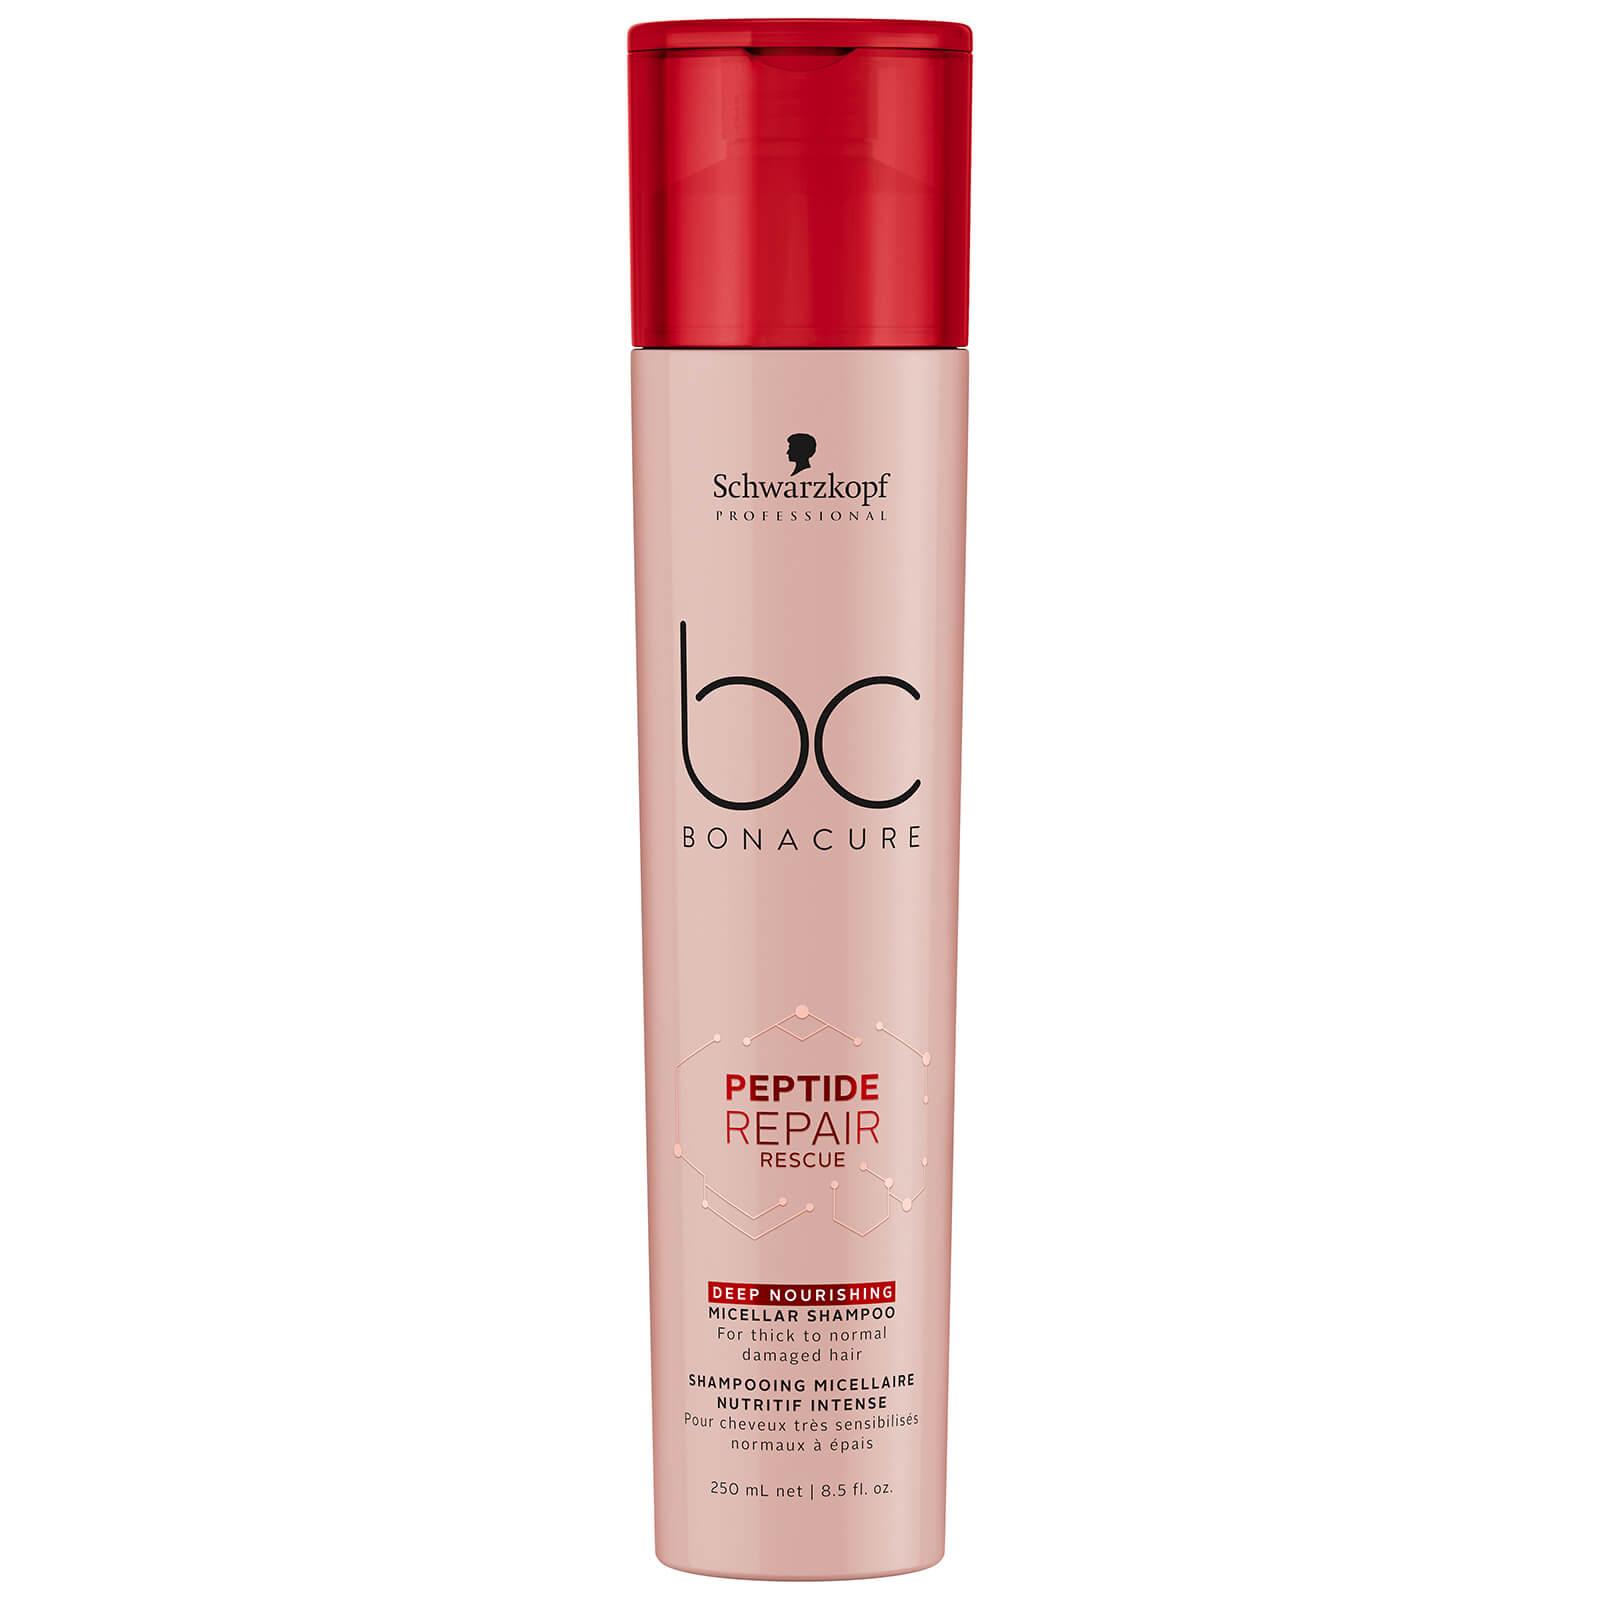 Schwarzkopf
PROFESSIONAL
bc
BONACURE
PEPTIDE
REPAIR
RESCUE
DEEP NOURISHING
MICELLAR SHAMPOO
For thick to normal
damaged hair
SHAMPOOING MICELLAIRE
NUTRITIF INTENSE
Pour cheveux très sensibilisés
normaux à épais
250 mL net | 8.5 fl. oz.